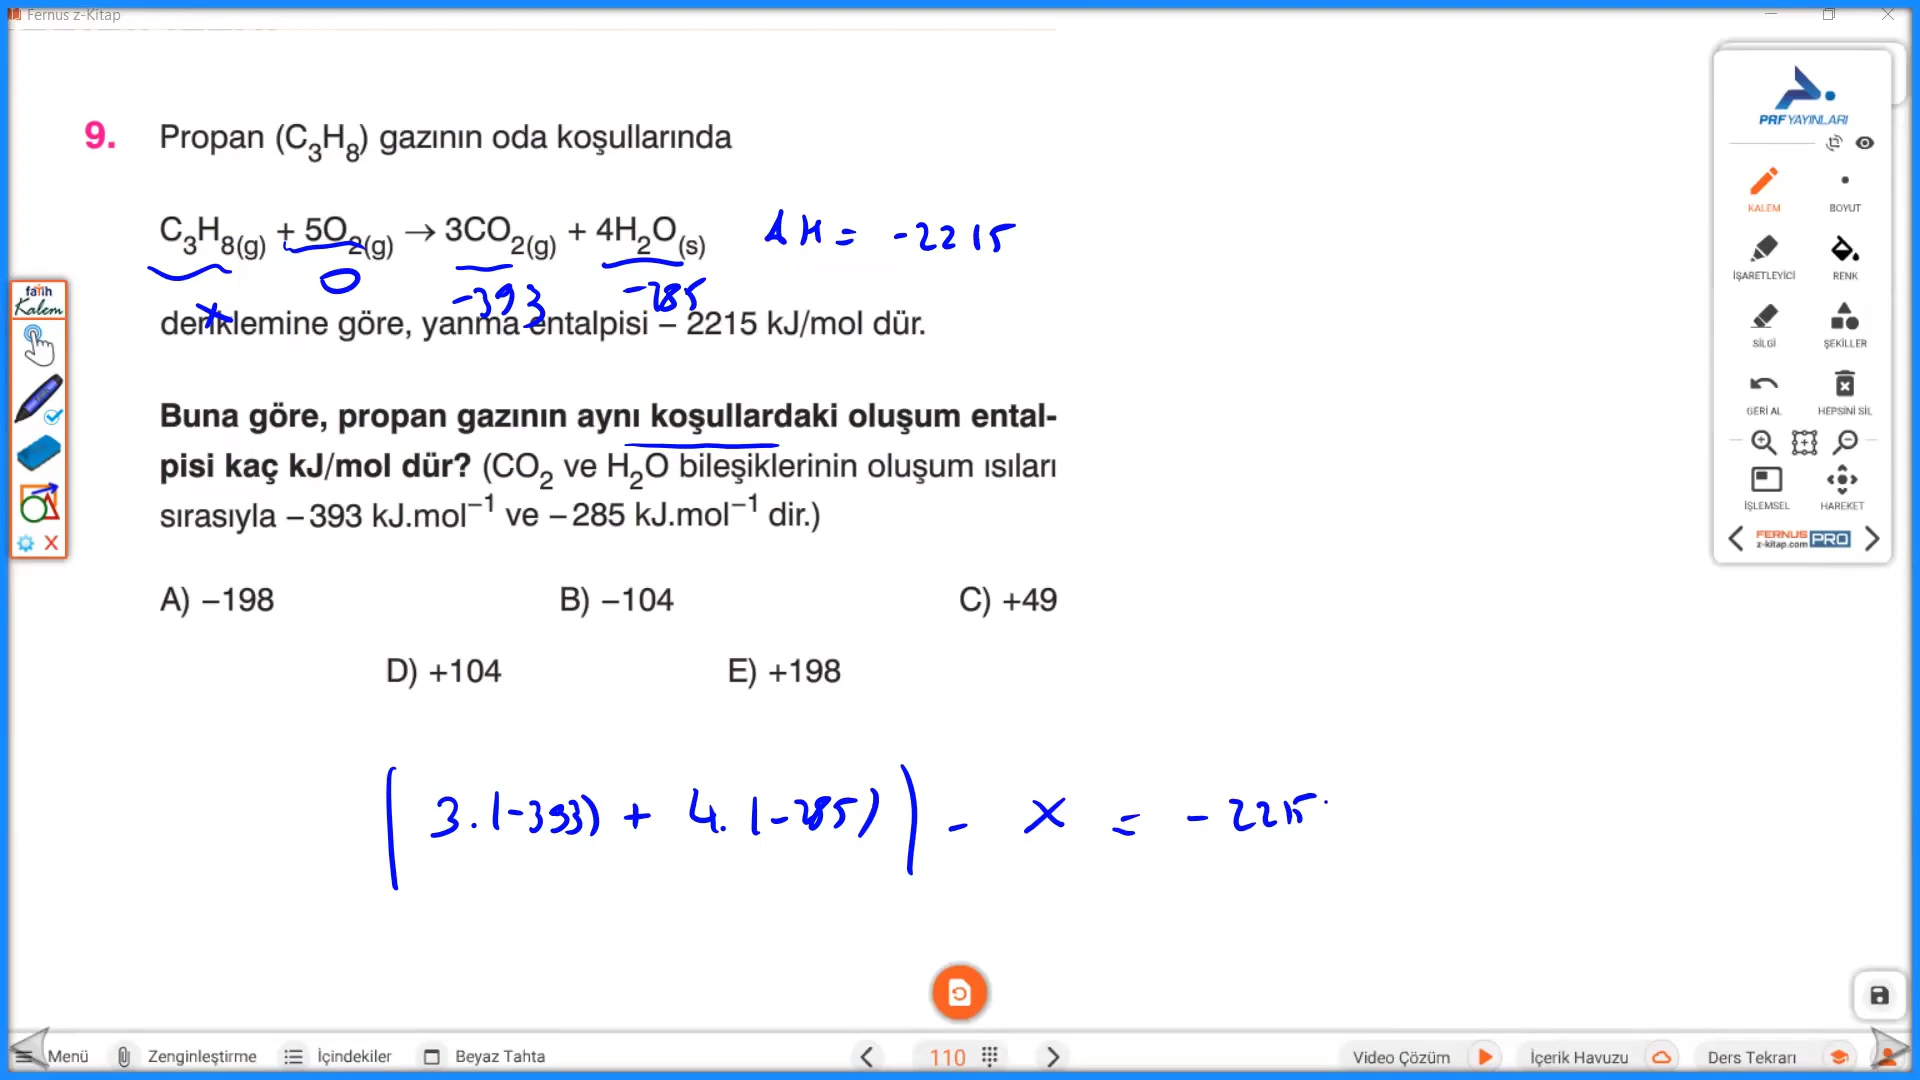 Fernus z-Kitap
9. Propan (C3H8) gazının oda koşullarında
C3H8(g) + 5O2(g) → 3CO2(g) + 4H2O(s) ΔH = -2215
x 0 -393 -285
denklemine göre, yanma entalpisi – 2215 kJ/mol dür.
Buna göre, propan gazının aynı koşullardaki oluşum ental-
pisi kaç kJ/mol dür? (CO2 ve H2O bileşiklerinin oluşum ısıları
sırasıyla – 393 kJ.mol–1 ve – 285 kJ.mol–1 dir.)
A) –198 B) –104 C) +49
D) +104 E) +198
(3.(-393) + 4.(-285)) - x = -2215
fatih
Kalem
X
PRF YAYINLARI
KALEM BOYUT
İŞARETLEYİCİ RENK
SİLGİ ŞEKİLLER
GERİ AL HEPSİNİ SİL
İŞLEMSEL HAREKET
FERNUS
z-kitap.com PRO
Menü Zenginleştirme İçindekiler Beyaz Tahta 110 Video Çözüm İçerik Havuzu Ders Tekrarı